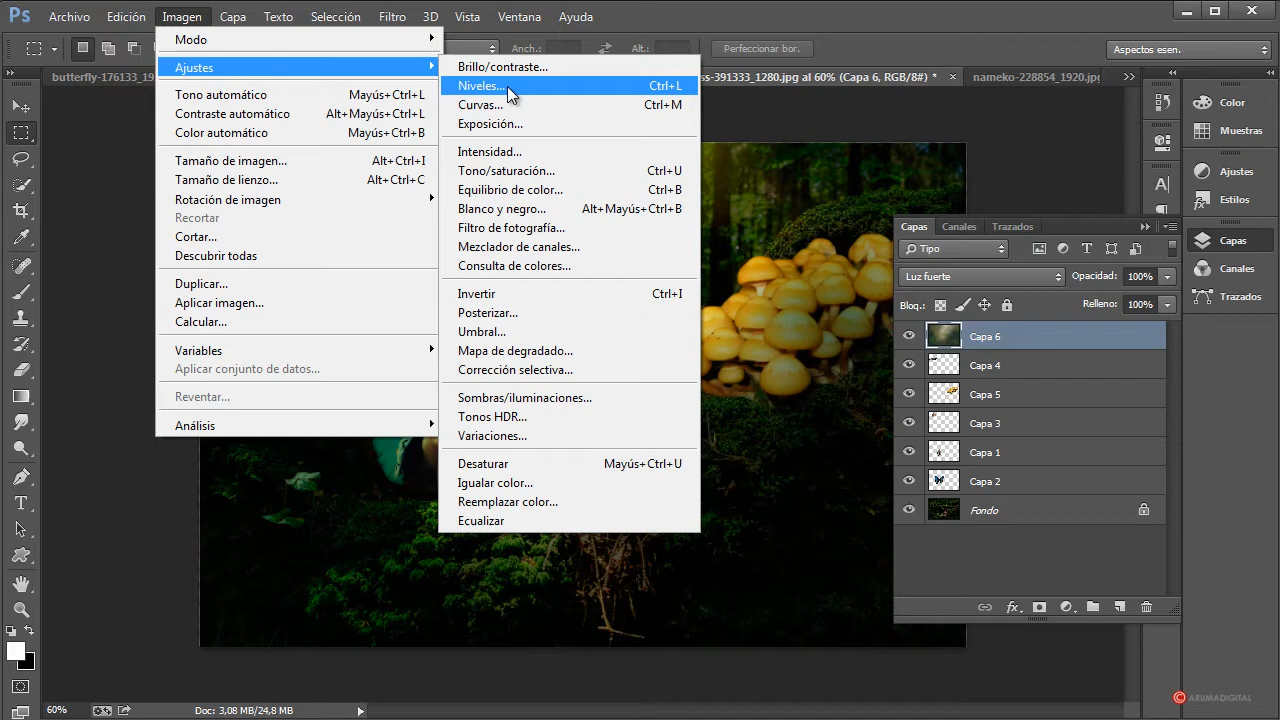 Ps Archivo Edición Imagen Capa Texto Selección Filtro 3D Vista Ventana Ayuda
Anch.: Alt.: Perfeccionar bor. Aspectos esen.
butterfly-176133_19
ss-391333_1280.jpg al 60% (Capa 6, RGB/8#) *
nameko-228854_1920.jpg
Modo
Ajustes
Tono automático Mayús+Ctrl+L
Contraste automático Alt+Mayús+Ctrl+L
Color automático Mayús+Ctrl+B
Tamaño de imagen... Alt+Ctrl+I
Tamaño de lienzo... Alt+Ctrl+C
Rotación de imagen
Recortar
Cortar...
Descubrir todas
Duplicar...
Aplicar imagen...
Calcular...
Variables
Aplicar conjunto de datos...
Reventar...
Análisis
Brillo/contraste...
Niveles... Ctrl+L
Curvas... Ctrl+M
Exposición...
Intensidad...
Tono/saturación... Ctrl+U
Equilibrio de color... Ctrl+B
Blanco y negro... Alt+Mayús+Ctrl+B
Filtro de fotografía...
Mezclador de canales...
Consulta de colores...
Invertir Ctrl+I
Posterizar...
Umbral...
Mapa de degradado...
Corrección selectiva...
Sombras/iluminaciones...
Tonos HDR...
Variaciones...
Desaturar Mayús+Ctrl+U
Igualar color...
Reemplazar color...
Ecualizar
Capas Canales Trazados
Tipo
Luz fuerte Opacidad: 100%
Bloq.: Relleno: 100%
Capa 6
Capa 4
Capa 5
Capa 3
Capa 1
Capa 2
Fondo
Color
Muestras
Ajustes
Estilos
Capas
Canales
Trazados
60% Doc: 3,08 MB/24,8 MB
© ARUMADIGITAL